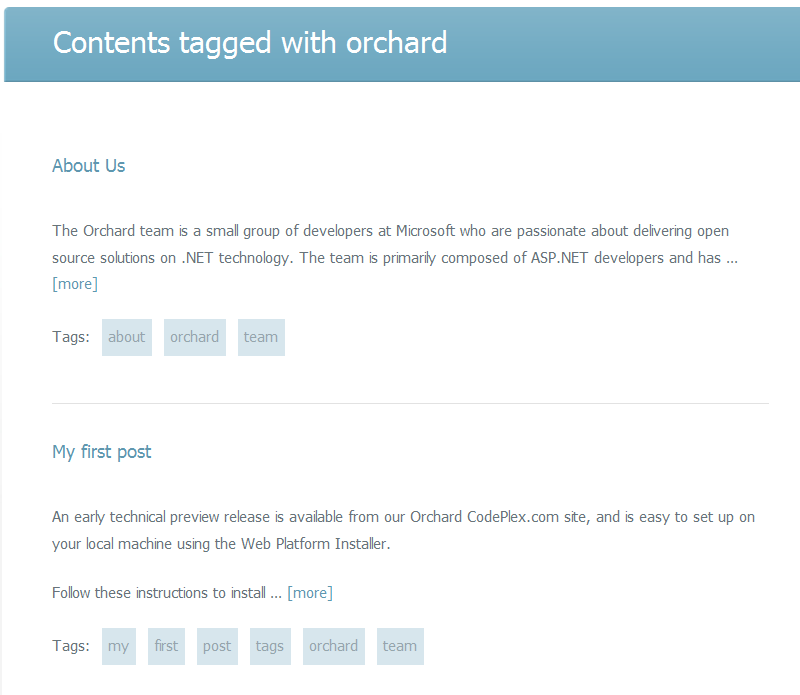 Contents tagged with orchard
About Us
The Orchard team is a small group of developers at Microsoft who are passionate about delivering open
source solutions on .NET technology. The team is primarily composed of ASP.NET developers and has ...
[more]
Tags: about orchard team
My first post
An early technical preview release is available from our Orchard CodePlex.com site, and is easy to set up on
your local machine using the Web Platform Installer.
Follow these instructions to install ... [more]
Tags: my first post tags orchard team